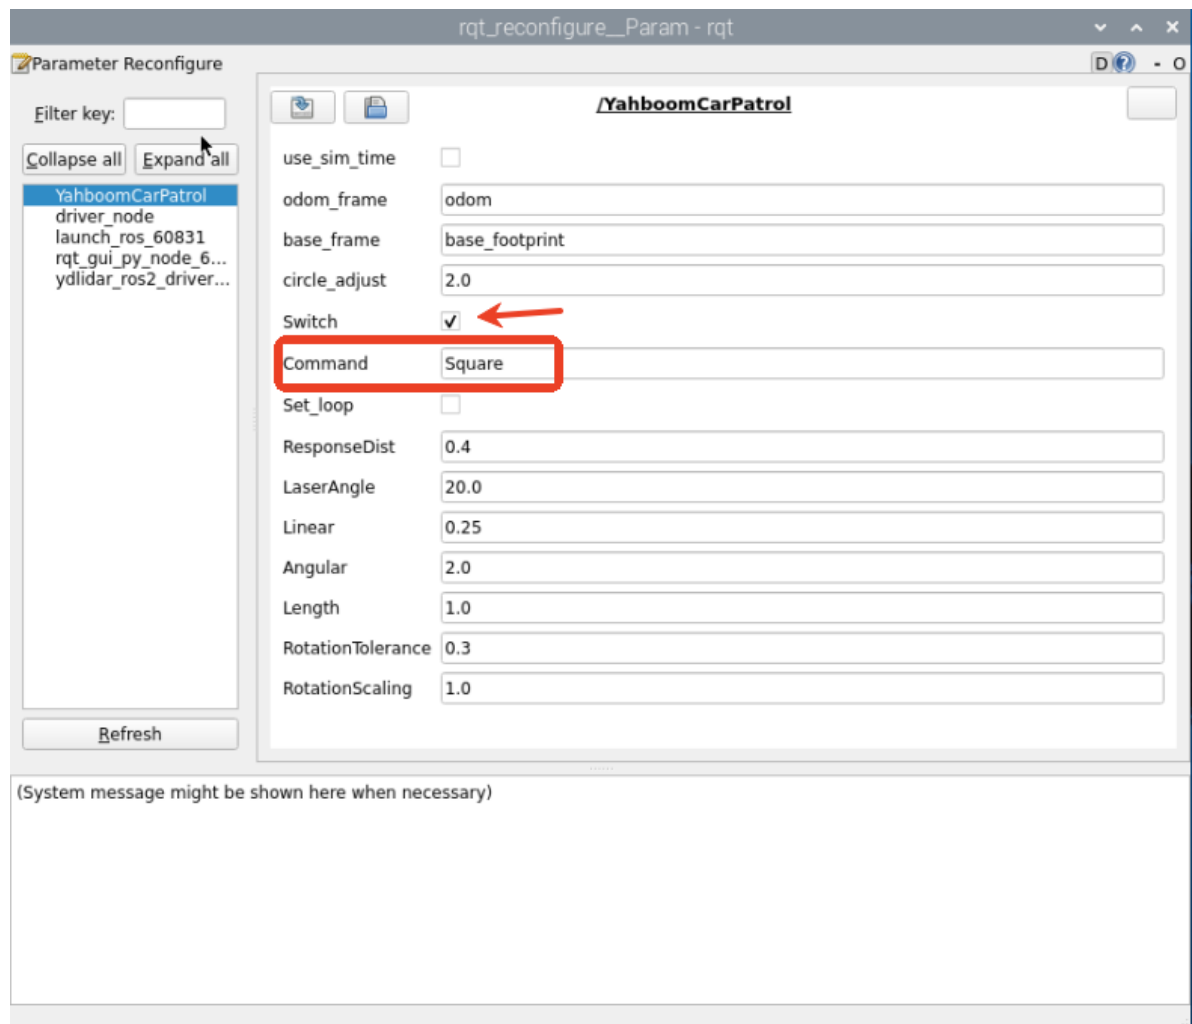 rqt_reconfigure__Param - rqt
Parameter Reconfigure
D ? - O
Filter key:
Collapse all
Expand all
YahboomCarPatrol
driver_node
launch_ros_60831
rqt_gui_py_node_6...
ydlidar_ros2_driver...
Refresh
/YahboomCarPatrol
use_sim_time
odom_frame odom
base_frame base_footprint
circle_adjust 2.0
Switch
Command Square
Set_loop
ResponseDist 0.4
LaserAngle 20.0
Linear 0.25
Angular 2.0
Length 1.0
RotationTolerance 0.3
RotationScaling 1.0
(System message might be shown here when necessary)